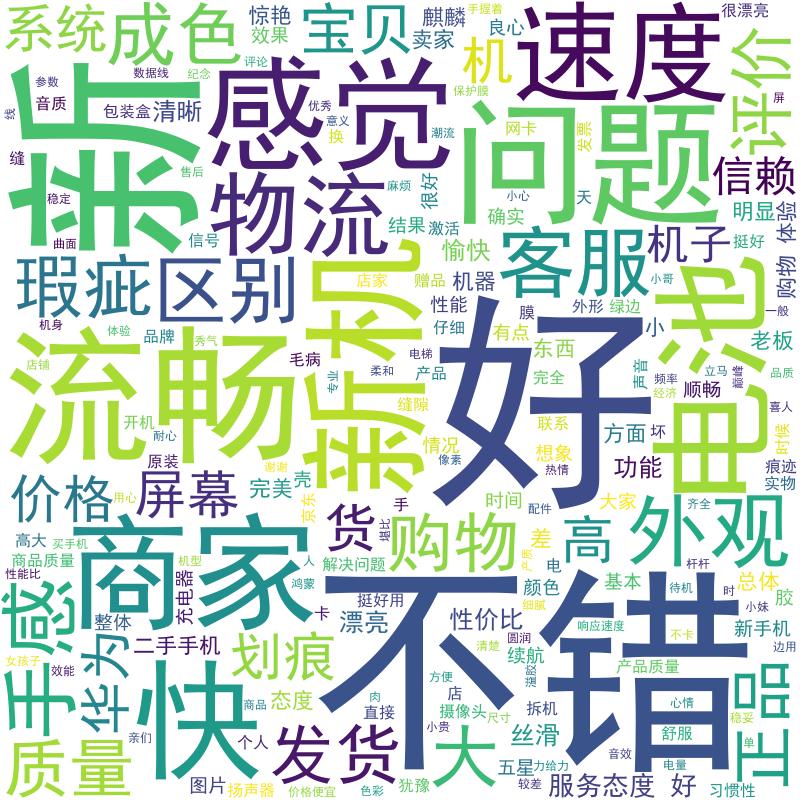 系统
成色
惊艳
效果
宝贝
麒麟
卖家
手握着
良心
机
速度
很漂亮
评价
新
参数
音质
数据线
纪念
评论
线
包装盒
清晰
感觉
优秀
意义
换
潮流
保护膜
网卡
发票
屏
问题
信赖
缝
售后
稳定
曲面
信号
物流
麻烦
很好
结果
激活
小心
确实
天
明显
体验
挺好
购物
瑕疵
区别
新机
愉快
店家
赠品
机器
性能
仔细
客服
机子
小哥
外形
绿边
膜
小
电池
一般
老板
机身
体验
品牌
秀气
店铺
流畅
毛病
柔和
电梯
产品
专业
有点
东西
完全
好
声音
立马
频率
巅峰
经济
顺畅
品质
喜人
开机
耐心
缝隙
联系
情况
想象
方面
坏
时候
原装
谢谢
像素
热情
功能
痕迹
实物
价格
用心
屏幕
完美
壳
京东
手
时间
配件
大家
齐全
高大
买手机
商品质量
性能比
商家
货
购物
差
高
外观
机型
人
解决问题
产质
杆杆
鸿蒙
充电器
电
细腻
颜色
基本
待机
时
总体
胶
手感
整体
卡
挺好用
漂亮
性价比
小妹
二手手机
不错
清楚
圆润
响应速度
不卡
新手机
女孩子
效能
华为
划痕
续航
溢胶
产品质量
边用
快
肉
方便
直接
店
摄像头
尺寸
拆机
心情
正品
商品
态度
小贵
丝滑
舒服
稳妥
亲们
个人
发货
大
音效
单
质量
图片
扬声器
价格便宜
色彩
犹豫
五星
力给力
较差
电量
服务态度
好
习惯性